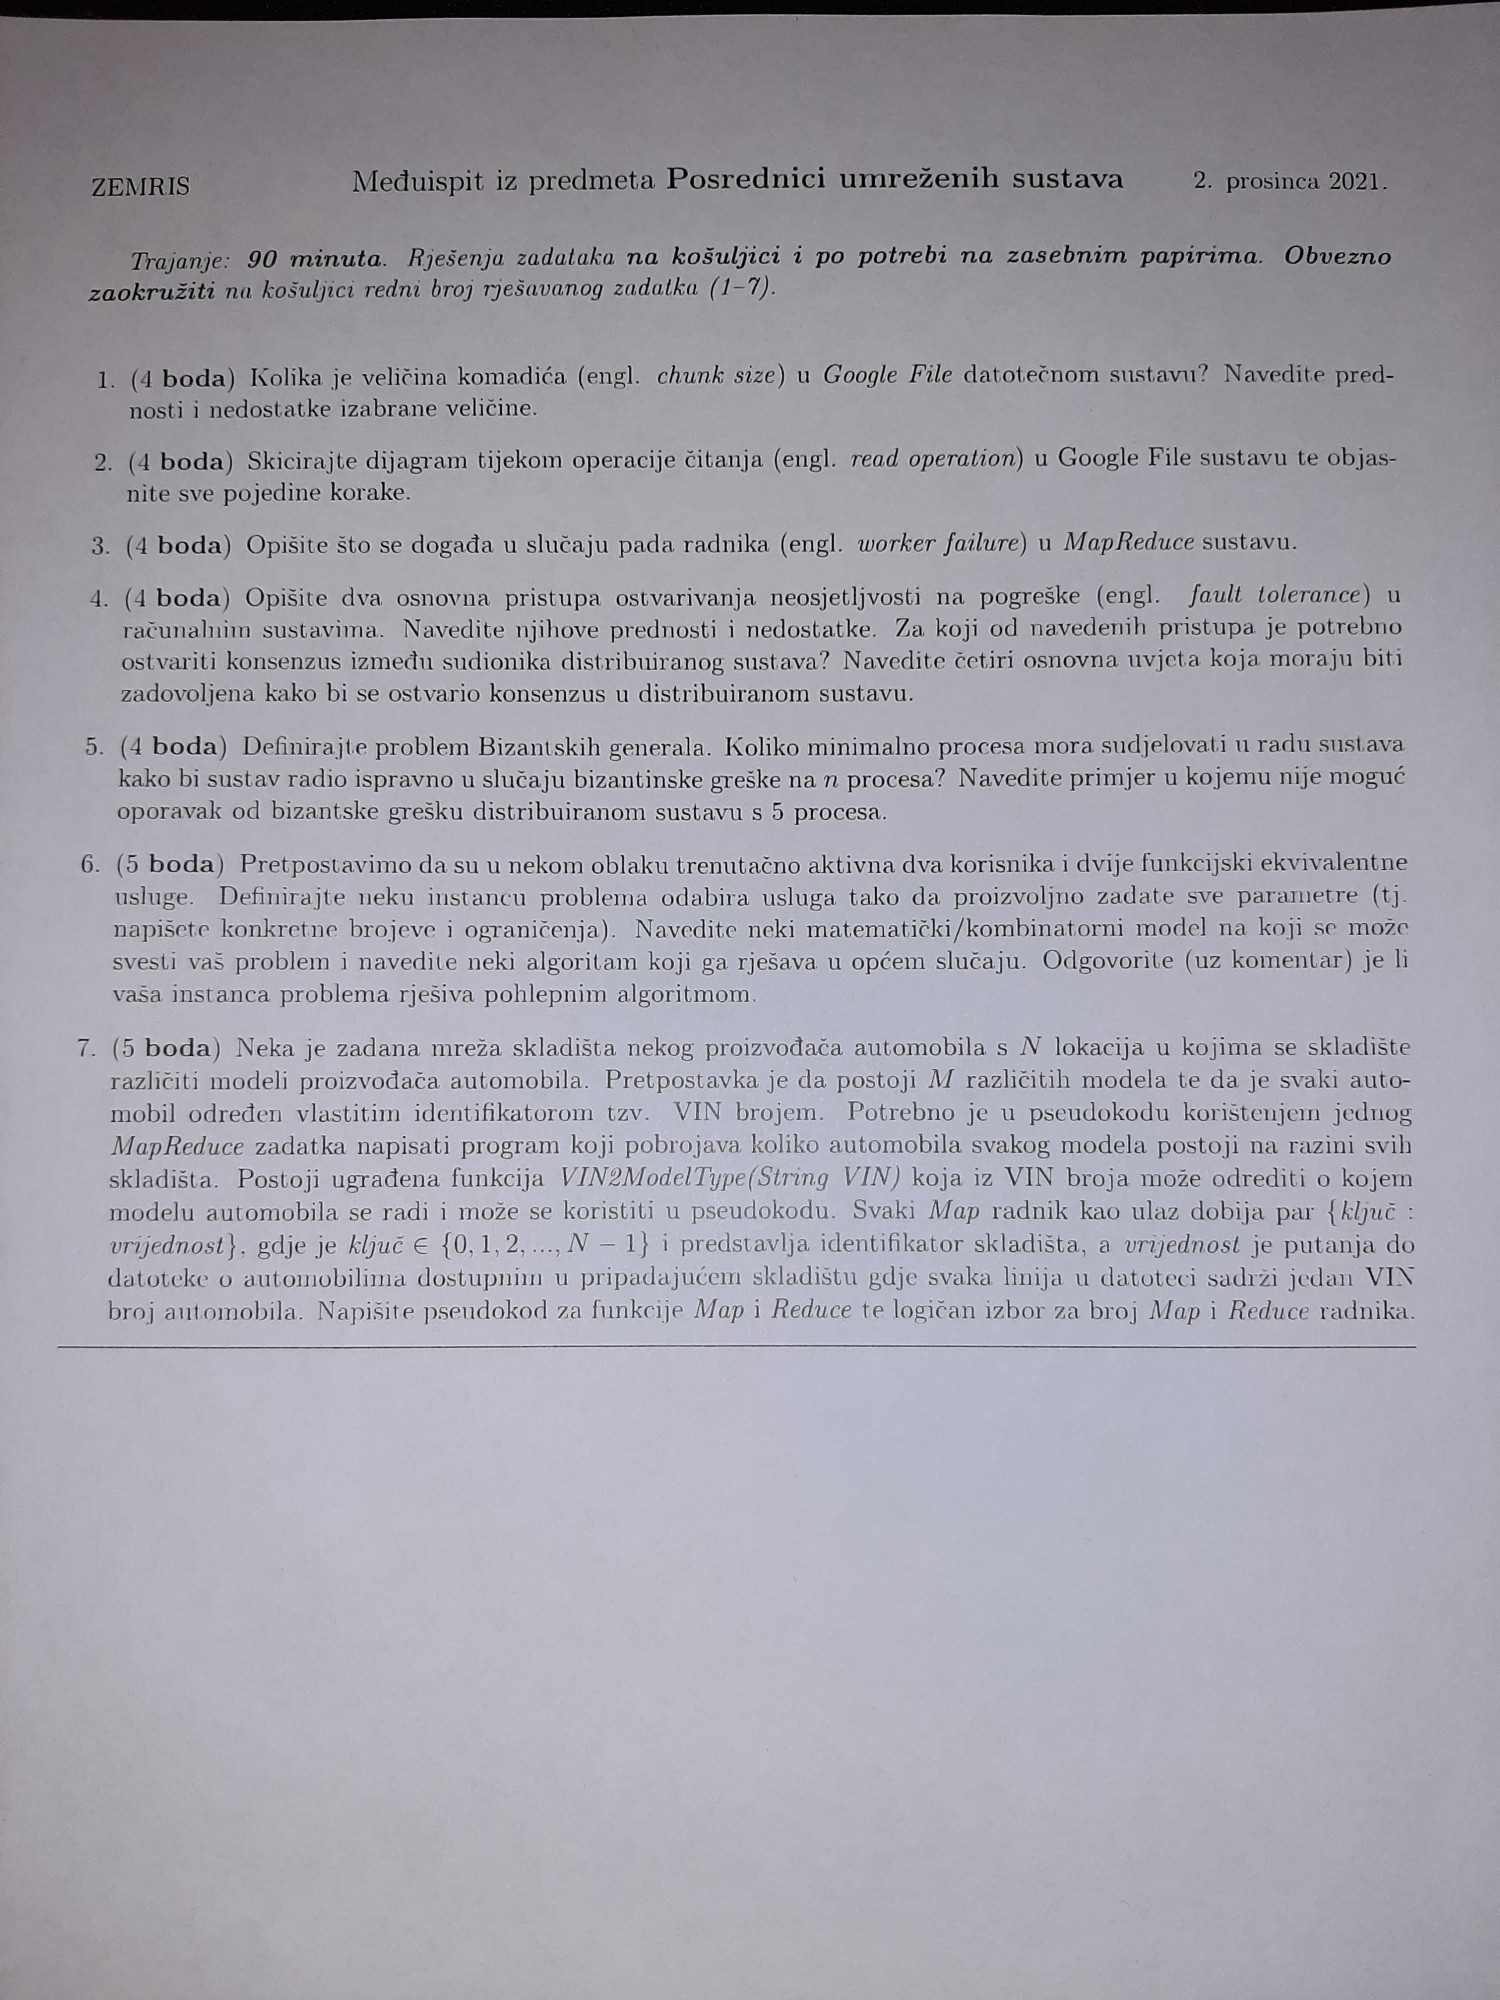 ZEMRIS Međuispit iz predmeta Posrednici umreženih sustava 2. prosinca 2021.
Trajanje: 90 minuta. Rješenja zadataka na košuljici i po potrebi na zasebnim papirima. Obvezno
zaokružiti na košuljici redni broj rješavanog zadatka (1–7).
1. (4 boda) Kolika je veličina komadića (engl. chunk size) u Google File datotečnom sustavu? Navedite pred-
nosti i nedostatke izabrane veličine.
2. (4 boda) Skicirajte dijagram tijekom operacije čitanja (engl. read operation) u Google File sustavu te objas-
nite sve pojedine korake.
3. (4 boda) Opišite što se događa u slučaju pada radnika (engl. worker failure) u MapReduce sustavu.
4. (4 boda) Opišite dva osnovna pristupa ostvarivanja neosjetljvosti na pogreške (engl. fault tolerance) u
računalnim sustavima. Navedite njihove prednosti i nedostatke. Za koji od navedenih pristupa je potrebno
ostvariti konsenzus između sudionika distribuiranog sustava? Navedite četiri osnovna uvjeta koja moraju biti
zadovoljena kako bi se ostvario konsenzus u distribuiranom sustavu.
5. (4 boda) Definirajte problem Bizantskih generala. Koliko minimalno procesa mora sudjelovati u radu sustava
kako bi sustav radio ispravno u slučaju bizantinske greške na n procesa? Navedite primjer u kojemu nije moguć
oporavak od bizantske grešku distribuiranom sustavu s 5 procesa.
6. (5 boda) Pretpostavimo da su u nekom oblaku trenutačno aktivna dva korisnika i dvije funkcijski ekvivalentne
usluge. Definirajte neku instancu problema odabira usluga tako da proizvoljno zadate sve parametre (tj.
napišete konkretne brojeve i ograničenja). Navedite neki matematički/kombinatorni model na koji se može
svesti vaš problem i navedite neki algoritam koji ga rješava u općem slučaju. Odgovorite (uz komentar) je li
vaša instanca problema rješiva pohlepnim algoritmom.
7. (5 boda) Neka je zadana mreža skladišta nekog proizvođača automobila s N lokacija u kojima se skladište
različiti modeli proizvođača automobila. Pretpostavka je da postoji M različitih modela te da je svaki auto-
mobil određen vlastitim identifikatorom tzv. VIN brojem. Potrebno je u pseudokodu korištenjem jednog
MapReduce zadatka napisati program koji pobrojava koliko automobila svakog modela postoji na razini svih
skladišta. Postoji ugrađena funkcija VIN2ModelType(String VIN) koja iz VIN broja može odrediti o kojem
modelu automobila se radi i može se koristiti u pseudokodu. Svaki Map radnik kao ulaz dobija par {ključ :
vrijednost}, gdje je ključ ∈ {0, 1, 2, ..., N − 1} i predstavlja identifikator skladišta, a vrijednost je putanja do
datoteke o automobilima dostupnim u pripadajućem skladištu gdje svaka linija u datoteci sadrži jedan VIN
broj automobila. Napišite pseudokod za funkcije Map i Reduce te logičan izbor za broj Map i Reduce radnika.